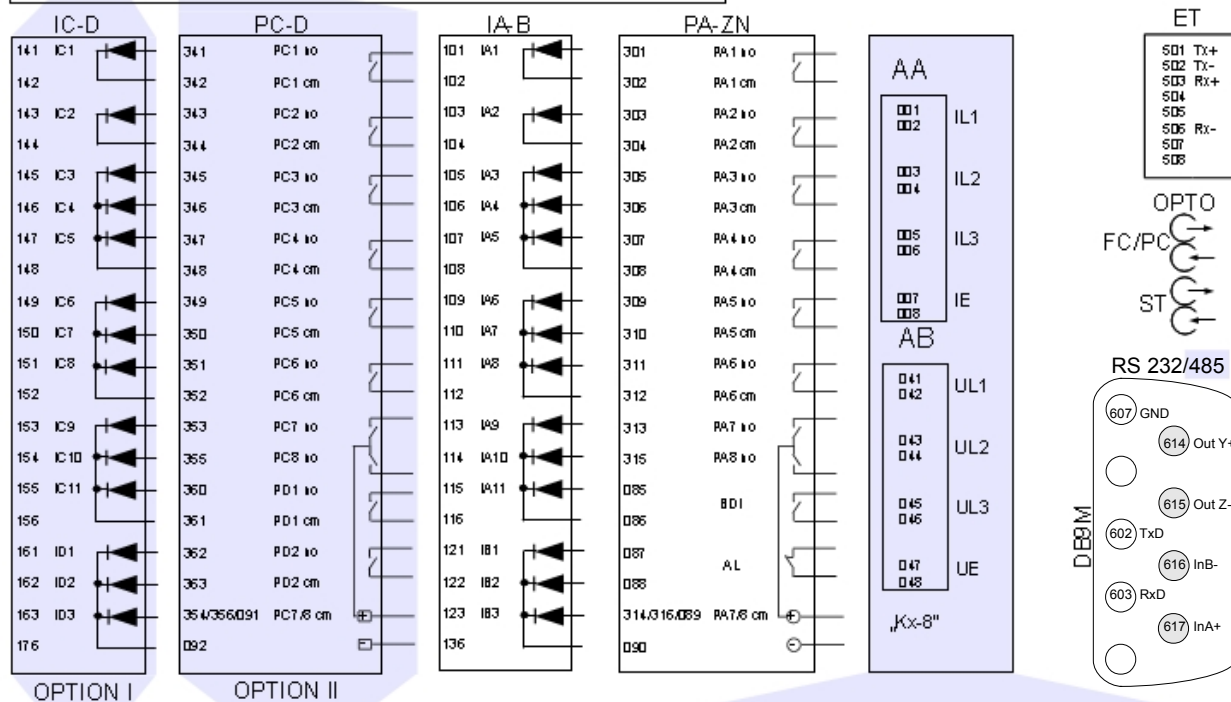 IC-D
141 IC1
142
143 IC2
144
145 IC3
146 IC4
147 IC5
148
149 IC6
150 IC7
151 IC8
152
153 IC9
154 IC10
155 IC11
156
161 ID1
162 ID2
163 ID3
176
OPTION I
PC-D
341 PC1 no
342 PC1 cm
343 PC2 no
344 PC2 cm
345 PC3 no
346 PC3 cm
347 PC4 no
348 PC4 cm
349 PC5 no
350 PC5 cm
351 PC6 no
352 PC6 cm
353 PC7 no
355 PC8 no
360 PD1 no
361 PD1 cm
362 PD2 no
363 PD2 cm
354/356/091 PC7/8 cm +
092 -
OPTION II
IA-B
101 IA1
102
103 IA2
104
105 IA3
106 IA4
107 IA5
108
109 IA6
110 IA7
111 IA8
112
113 IA9
114 IA10
115 IA11
116
121 IB1
122 IB2
123 IB3
136
PA-ZN
301 PA1 no
302 PA1 cm
303 PA2 no
304 PA2 cm
305 PA3 no
306 PA3 cm
307 PA4 no
308 PA4 cm
309 PA5 no
310 PA5 cm
311 PA6 no
312 PA6 cm
313 PA7 no
315 PA8 no
085
BDI
086
087
AL
088
314/316/089 PA7/8 cm +
090 -
AA
001
002 IL1
003
004 IL2
005
006 IL3
007
008 IE
AB
041
042 UL1
043
044 UL2
045
046 UL3
047
048 UE
„Kx-8"
ET
501 Tx+
502 Tx-
503 Rx+
504
505
506 Rx-
507
508
OPTO
FC/PC
ST
RS 232/485
DB9M
607 GND
614 Out Y+
615 Out Z-
602 TxD
616 InB-
603 RxD
617 InA+